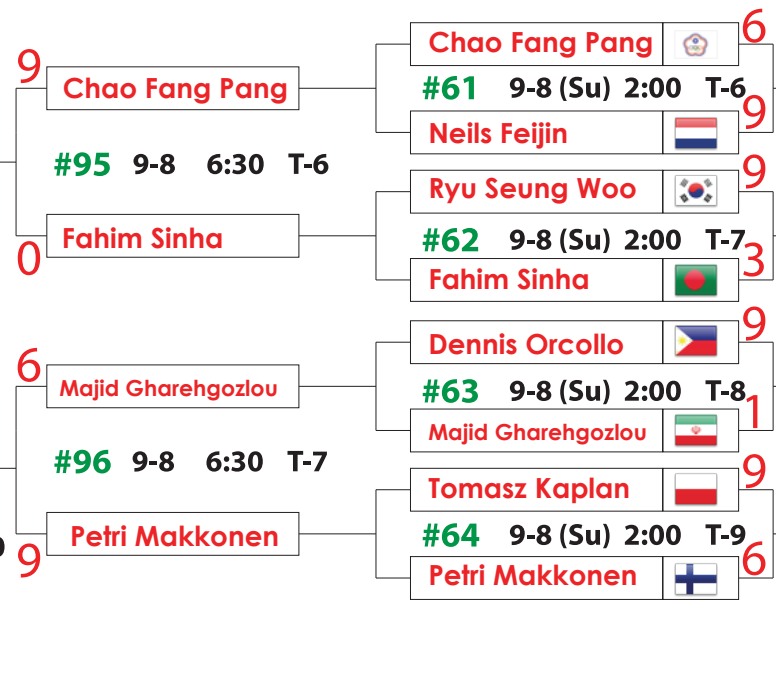 9
Chao Fang Pang
#95 9-8 6:30 T-6
Fahim Sinha
0
6
Majid Gharehgozlou
#96 9-8 6:30 T-7
Petri Makkonen
9
Chao Fang Pang
6
#61 9-8 (Su) 2:00 T-6
Neils Feijin
9
Ryu Seung Woo
9
#62 9-8 (Su) 2:00 T-7
Fahim Sinha
3
Dennis Orcollo
9
#63 9-8 (Su) 2:00 T-8
Majid Gharehgozlou
1
Tomasz Kaplan
9
#64 9-8 (Su) 2:00 T-9
Petri Makkonen
6